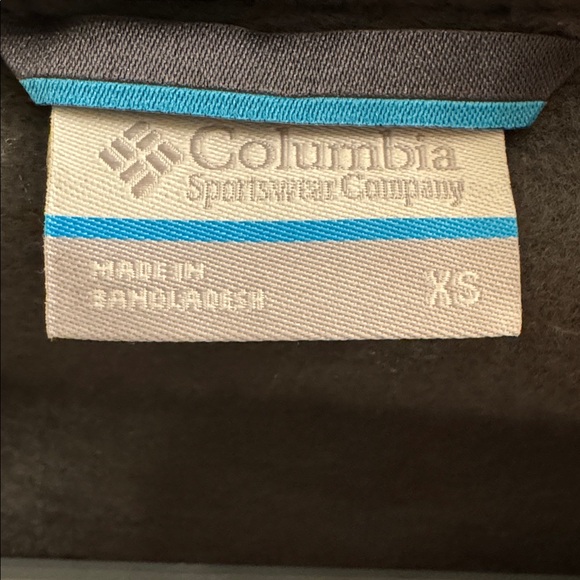 Columbia
Sportswear Company
MADE IN
BANGLADESH
XS